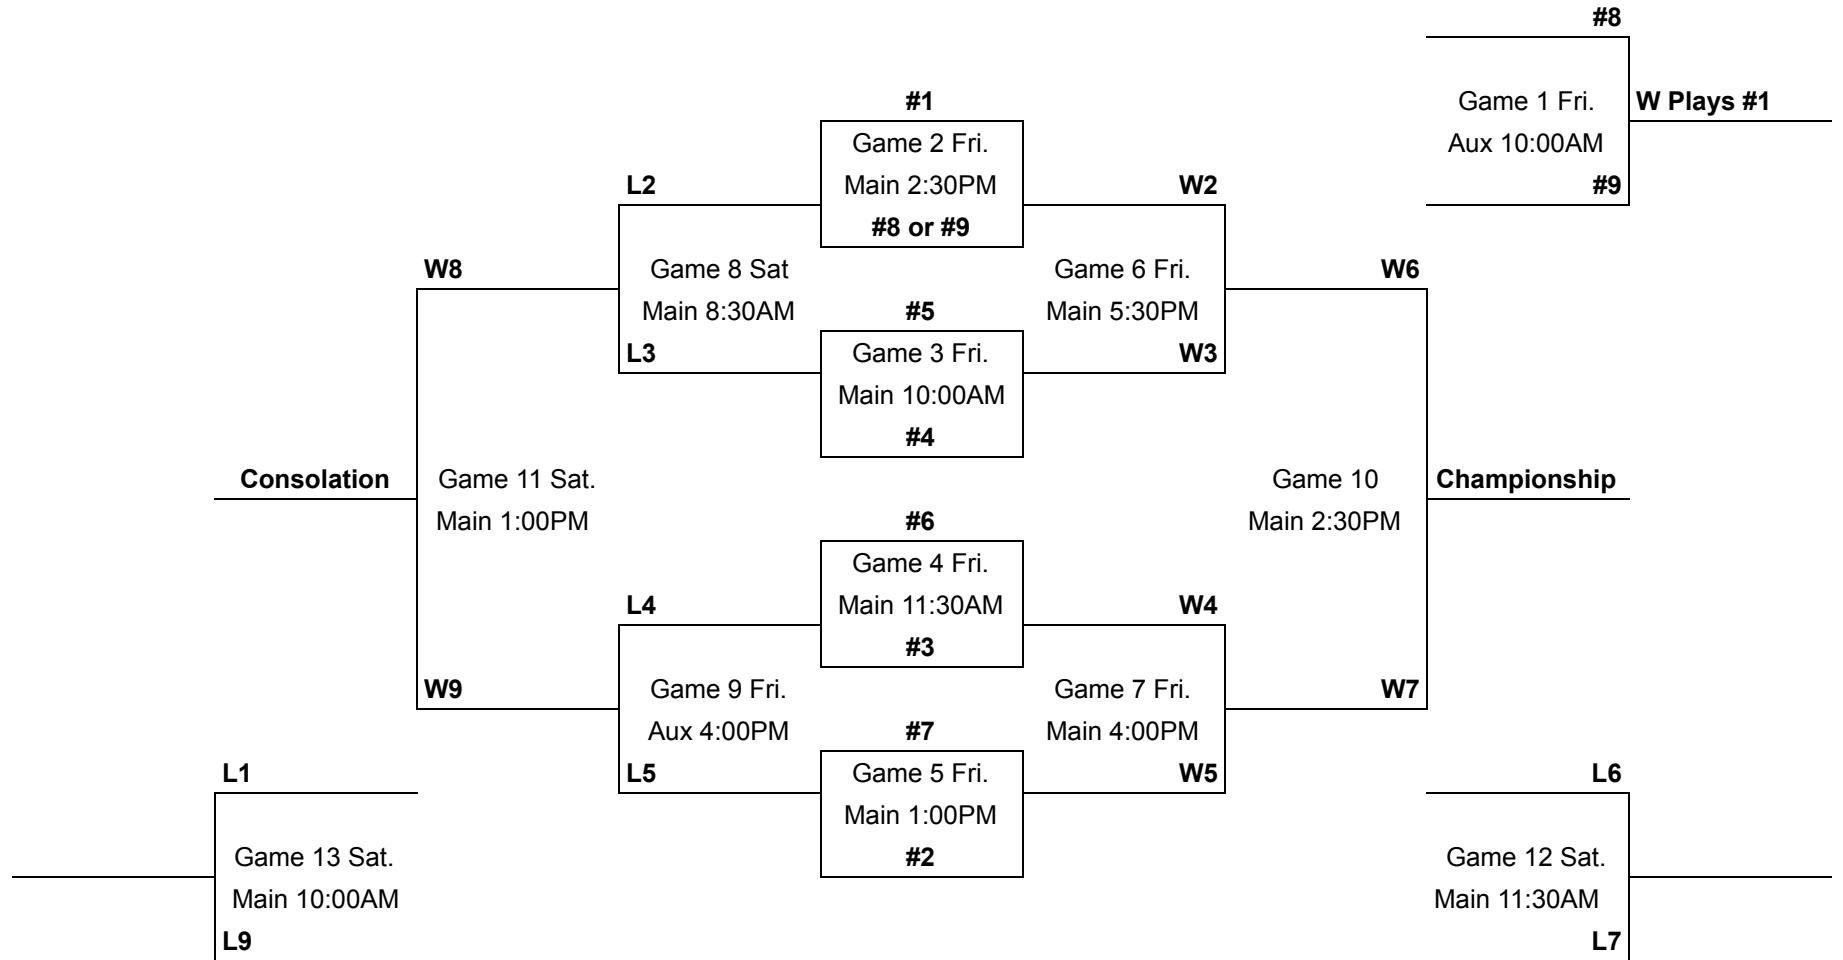 #8
#1
Game 1 Fri.
W Plays #1
Game 2 Fri.
Aux 10:00AM
L2
Main 2:30PM
W2
#9
#8 or #9
W8
Game 8 Sat
Game 6 Fri.
W6
Main 8:30AM
#5
Main 5:30PM
L3
Game 3 Fri.
W3
Main 10:00AM
#4
Consolation
Game 11 Sat.
Game 10
Championship
Main 1:00PM
#6
Main 2:30PM
Game 4 Fri.
L4
Main 11:30AM
W4
#3
W9
Game 9 Fri.
Game 7 Fri.
W7
Aux 4:00PM
#7
Main 4:00PM
L1
L5
Game 5 Fri.
W5
L6
Main 1:00PM
Game 13 Sat.
#2
Game 12 Sat.
Main 10:00AM
Main 11:30AM
L9
L7